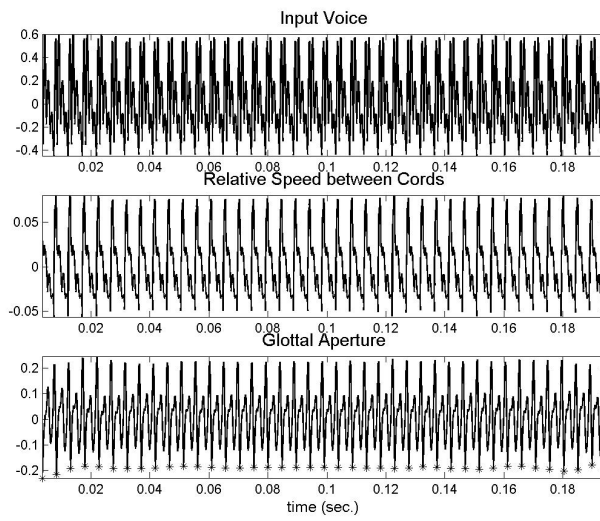 Input Voice
0.6
0.4
0.2
0
-0.2
-0.4
0.02 0.04 0.06 0.08 0.1 0.12 0.14 0.16 0.18
Relative Speed between Cords
0.05
0
-0.05
0.02 0.04 0.06 0.08 0.1 0.12 0.14 0.16 0.18
Glottal Aperture
0.2
0.1
0
-0.1
-0.2
0.02 0.04 0.06 0.08 0.1 0.12 0.14 0.16 0.18
time (sec.)